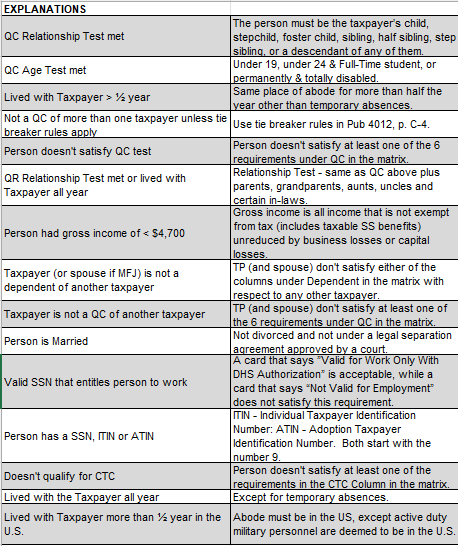 EXPLANATIONS
QC Relationship Test met
The person must be the taxpayer's child,
stepchild, foster child, sibling, half sibling, step
sibling, or a descendant of any of them.
QC Age Test met
Under 19, under 24 & Full-Time student, or
permanently & totally disabled.
Lived with Taxpayer > ½ year
Same place of abode for more than half the
year other than temporary absences.
Not a QC of more than one taxpayer unless tie
breaker rules apply
Use tie breaker rules in Pub 4012, p. C-4.
Person doesn't satisfy QC test
Person doesn't satisfy at least one of the 6
requirements under QC in the matrix.
QR Relationship Test met or lived with
Taxpayer all year
Relationship Test - same as QC above plus
parents, grandparents, aunts, uncles and
certain in-laws.
Person had gross income of < $4,700
Gross income is all income that is not exempt
from tax (includes taxable SS benefits)
unreduced by business losses or capital
losses.
Taxpayer (or spouse if MFJ) is not a
dependent of another taxpayer
TP (and spouse) don't satisfy either of the
columns under Dependent in the matrix with
respect to any other taxpayer.
Taxpayer is not a QC of another taxpayer
TP (and spouse) don't satisfy at least one of
the 6 requirements under QC in the matrix.
Person is Married
Not divorced and not under a legal separation
agreement approved by a court.
Valid SSN that entitles person to work
A card that says "Valid for Work Only With
DHS Authorization" is acceptable, while a
card that says "Not Valid for Employment"
does not satisfy this requirement.
Person has a SSN, ITIN or ATIN
ITIN - Individual Taxpayer Identification
Number: ATIN - Adoption Taxpayer
Identification Number.  Both start with the
number 9.
Doesn't qualify for CTC
Person doesn't satisfy at least one of the
requirements in the CTC Column in the matrix.
Lived with the Taxpayer all year
Except for temporary absences.
Lived with Taxpayer more than ½ year in the
U.S.
Abode must be in the US, except active duty
military personnel are deemed to be in the U.S.